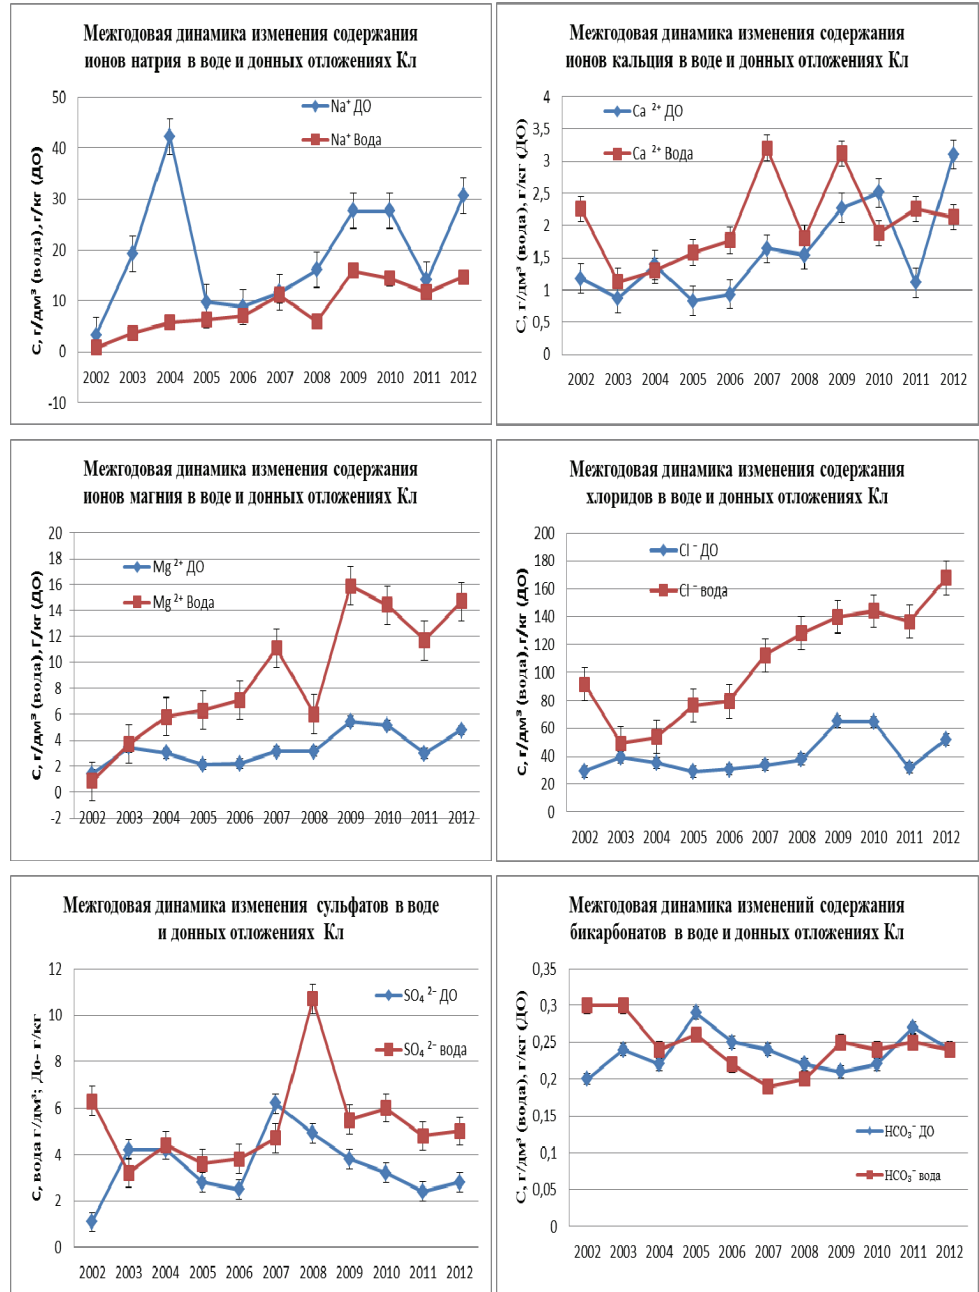 Межгодовая динамика изменения содержания
ионов натрия в воде и донных отложениях Кл
C, г/дм³ (вода), г/кг (ДО)
50
40
30
20
10
0
-10
Na⁺ ДО
Na⁺ Вода
2002 2003 2004 2005 2006 2007 2008 2009 2010 2011 2012
Межгодовая динамика изменения содержания
ионов кальция в воде и донных отложениях Кл
C, г/дм³ (вода), г/кг (ДО)
4
3,5
3
2,5
2
1,5
1
0,5
0
Ca ²⁺ ДО
Ca ²⁺ Вода
2002 2003 2004 2005 2006 2007 2008 2009 2010 2011 2012
Межгодовая динамика изменения содержания
ионов магния в воде и донных отложениях Кл
C, г/дм³ (вода), г/кг (ДО)
20
18
16
14
12
10
8
6
4
2
0
-2
Mg ²⁺ ДО
Mg ²⁺ Вода
2002 2003 2004 2005 2006 2007 2008 2009 2010 2011 2012
Межгодовая динамика изменения содержания
хлоридов в воде и донных отложениях Кл
C, г/дм³ (вода), г/кг (ДО)
200
180
160
140
120
100
80
60
40
20
0
Cl ⁻ ДО
Cl ⁻ вода
2002 2003 2004 2005 2006 2007 2008 2009 2010 2011 2012
Межгодовая динамика изменения сульфатов в воде
и донных отложениях Кл
C, вода г/дм³; До- г/кг
12
10
8
6
4
2
0
SO₄ ²⁻ ДО
SO₄ ²⁻ вода
2002 2003 2004 2005 2006 2007 2008 2009 2010 2011 2012
Межгодовая динамика изменений содержания
бикарбонатов в воде и донных отложениях Кл
C, г/дм³ (вода), г/кг (ДО)
0,35
0,3
0,25
0,2
0,15
0,1
0,05
0
HCO₃⁻ ДО
HCO₃⁻ вода
2002 2003 2004 2005 2006 2007 2008 2009 2010 2011 2012